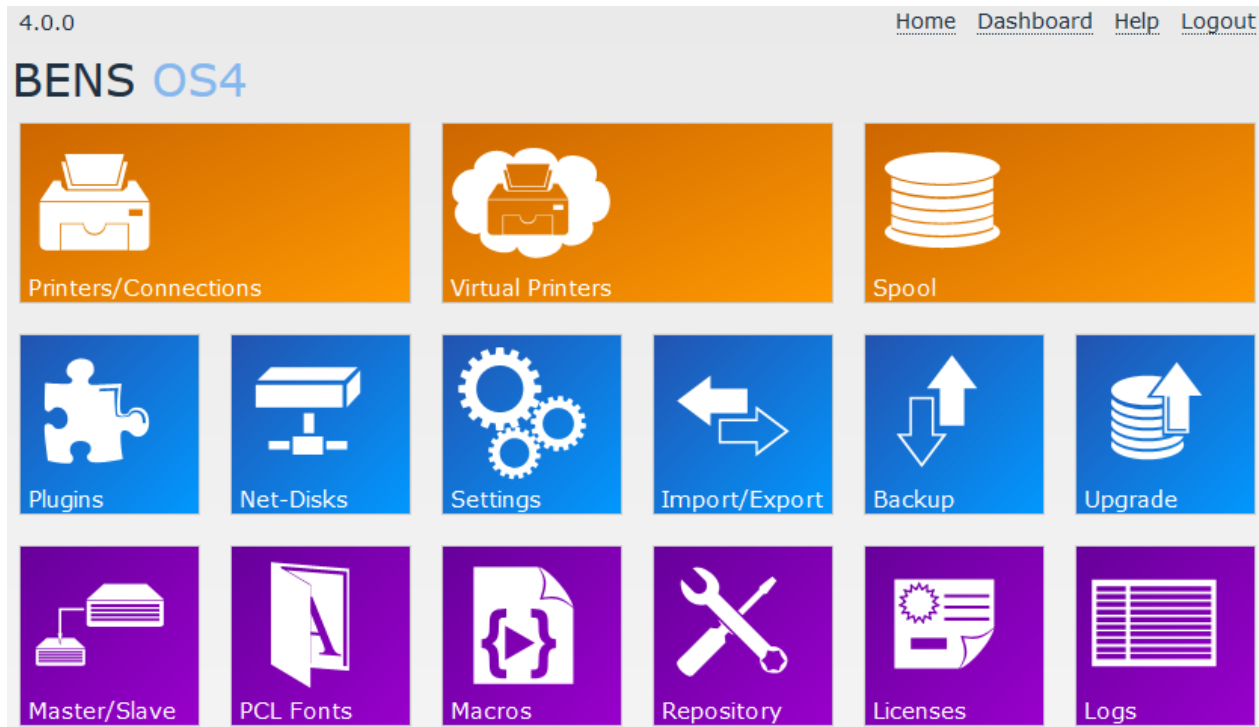 4.0.0 Home Dashboard Help Logout
BENS OS4
Printers/Connections Virtual Printers Spool
Plugins Net-Disks Settings Import/Export Backup Upgrade
A
Master/Slave PCL Fonts Macros Repository Licenses Logs